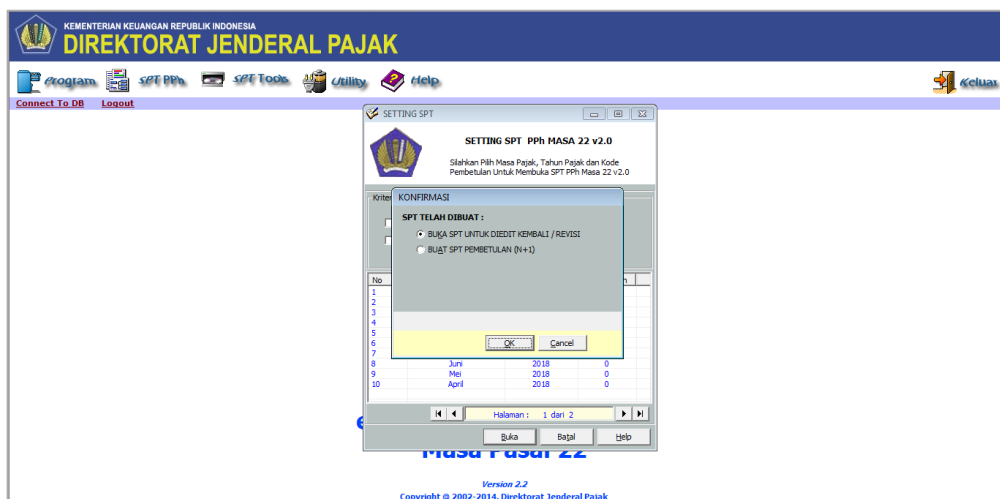 KEMENTERIAN KEUANGAN REPUBLIK INDONESIA
DIREKTORAT JENDERAL PAJAK
Program SPT PPh SPT Tools Utility Help Keluar
Connect To DB Logout
SETTING SPT
SETTING SPT PPh MASA 22 v2.0
Silahkan Pilih Masa Pajak, Tahun Pajak dan Kode
Pembetulan Untuk Membuka SPT PPh Masa 22 v2.0
KONFIRMASI
SPT TELAH DIBUAT :
BUKA SPT UNTUK DIEDIT KEMBALI / REVISI
BUAT SPT PEMBETULAN (N+1)
OK Cancel
No
1
2
3
4
5
6
7
8 Juni 2018 0
9 Mei 2018 0
10 April 2018 0
Halaman : 1 dari 2
Buka Batal Help
Masa Pasal 22
Version 2.2
Copyright @ 2002-2014, Direktorat Jenderal Pajak